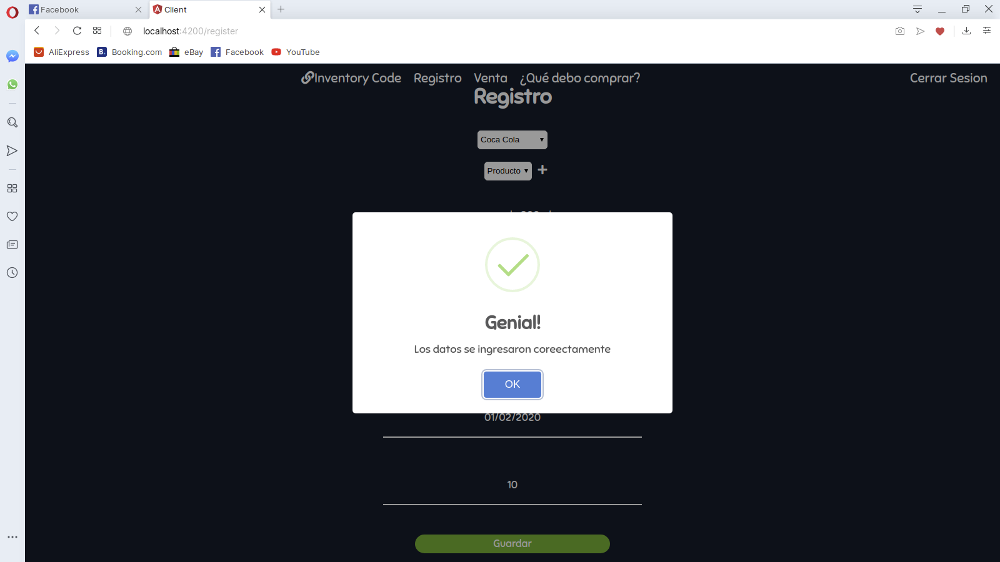 Facebook
Client
localhost:4200/register
AliExpress
Booking.com
eBay
Facebook
YouTube
Inventory Code
Registro
Venta
¿Qué debo comprar?
Cerrar Sesion
Registro
Coca Cola
Producto
Genial!
Los datos se ingresaron coreectamente
OK
01/02/2020
10
Guardar